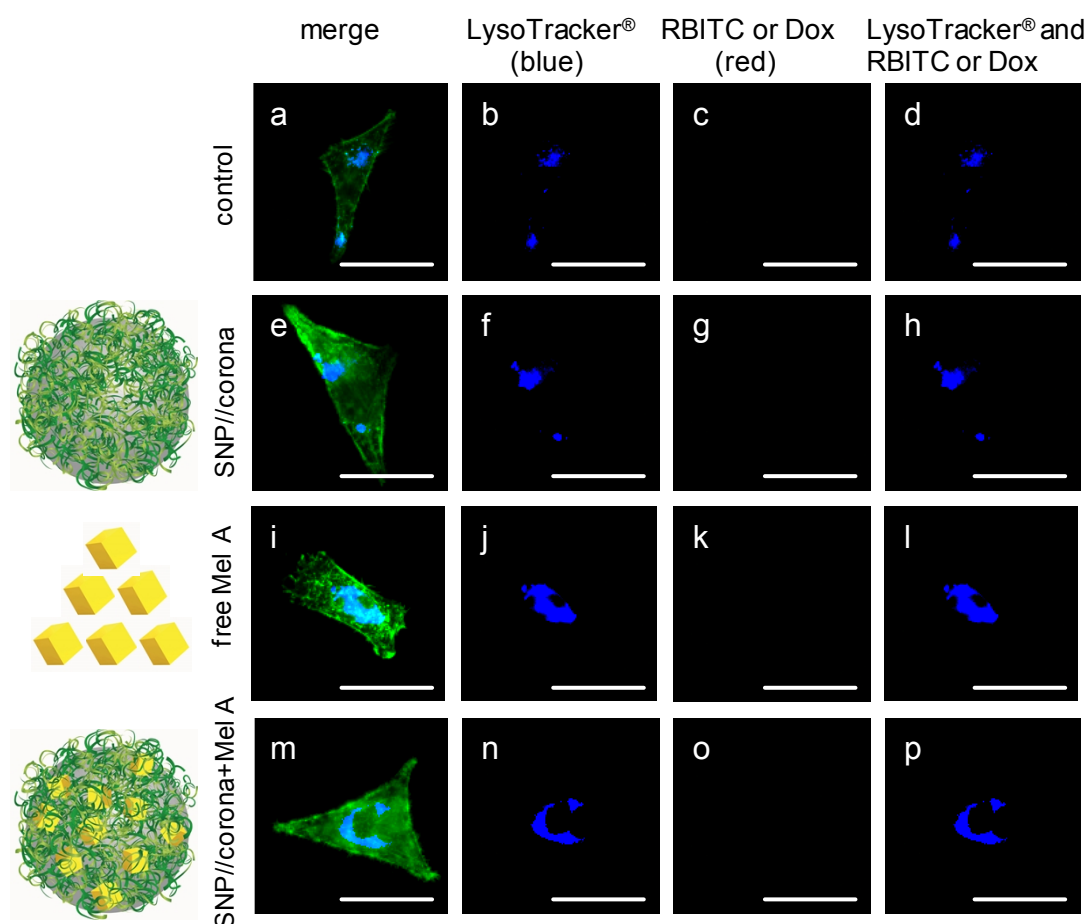 merge
LysoTracker®
(blue)
RBITC or Dox
(red)
LysoTracker® and
RBITC or Dox
control
a
b
c
d
SNP//corona
e
f
g
h
free Mel A
i
j
k
l
SNP//corona+Mel A
m
n
o
p